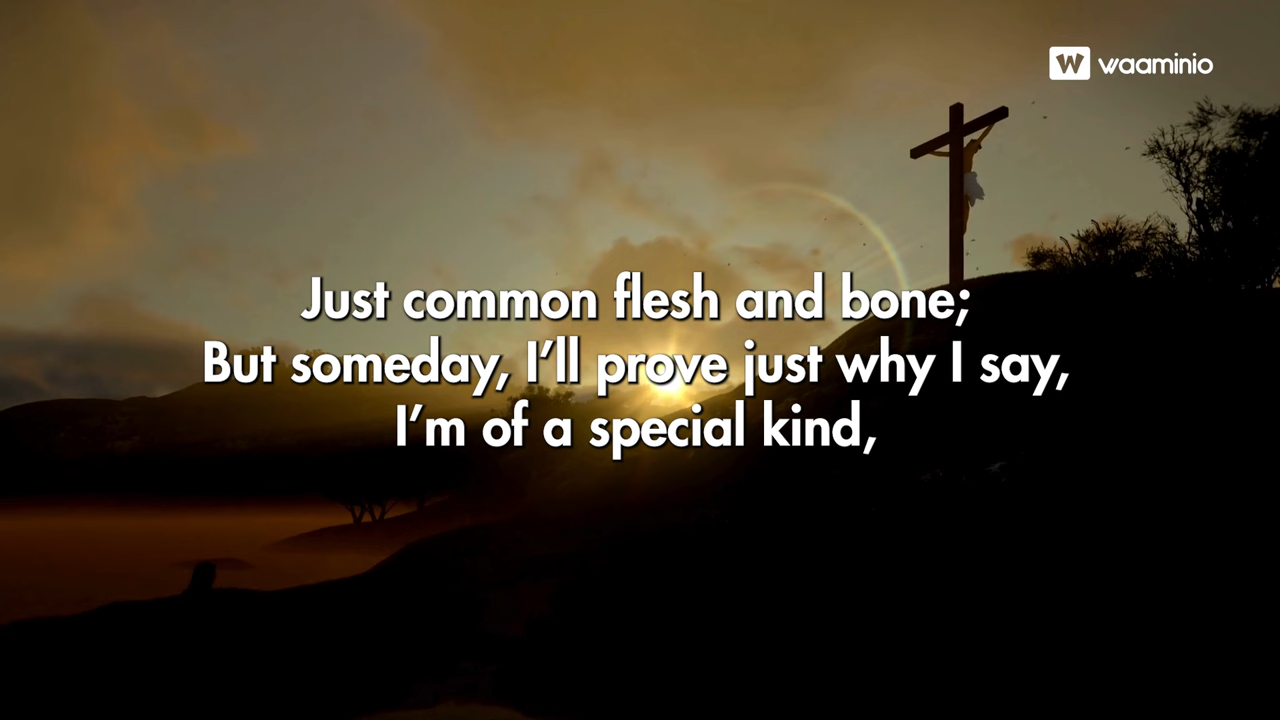 waaminio
Just common flesh and bone;
But someday, I’ll prove just why I say,
I’m of a special kind,